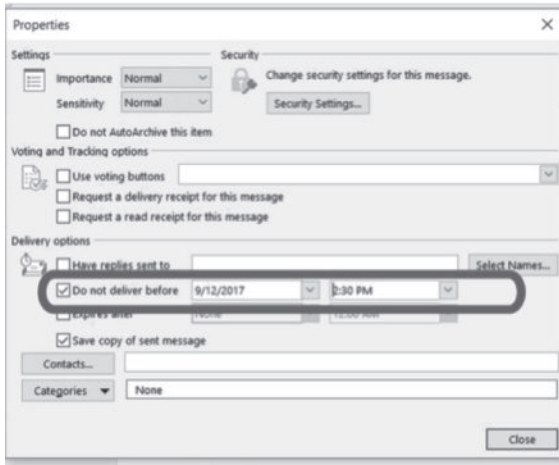 Properties
Settings
Security
Importance Normal
Change security settings for this message.
Sensitivity Normal
Security Settings...
Do not AutoArchive this item
Voting and Tracking options
Use voting buttons
Request a delivery receipt for this message
Request a read receipt for this message
Delivery options
Have replies sent to
Select Names...
Do not deliver before 9/12/2017 2:30 PM
Expires after None 12:00 AM
Save copy of sent message
Contacts...
Categories None
Close